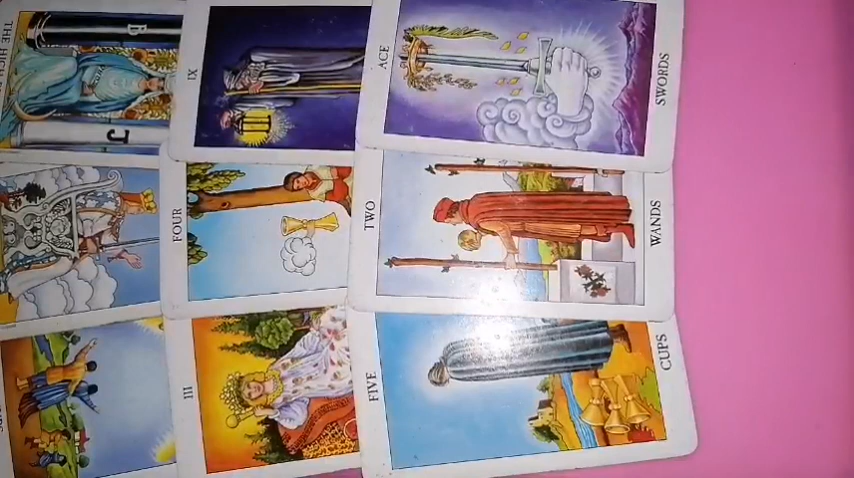 THE HIGH
B
J
IX
ACE
SWORDS
FOUR
TWO
WANDS
III
FIVE
CUPS